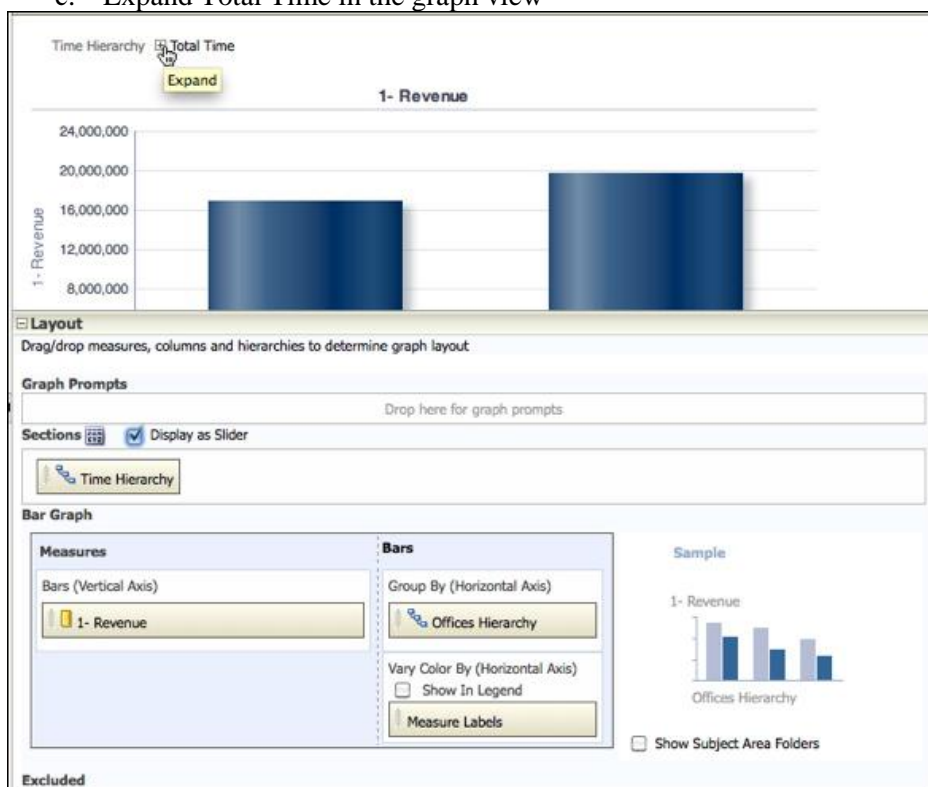 c. Expand Total Time in the graph view
Time Hierarchy Total Time
Expand
1- Revenue
24,000,000
20,000,000
16,000,000
12,000,000
8,000,000
1- Revenue
Layout
Drag/drop measures, columns and hierarchies to determine graph layout
Graph Prompts
Drop here for graph prompts
Sections Display as Slider
Time Hierarchy
Bar Graph
Measures
Bars (Vertical Axis)
1- Revenue
Bars
Group By (Horizontal Axis)
Offices Hierarchy
Vary Color By (Horizontal Axis)
Show In Legend
Measure Labels
Sample
1- Revenue
Offices Hierarchy
Show Subject Area Folders
Excluded